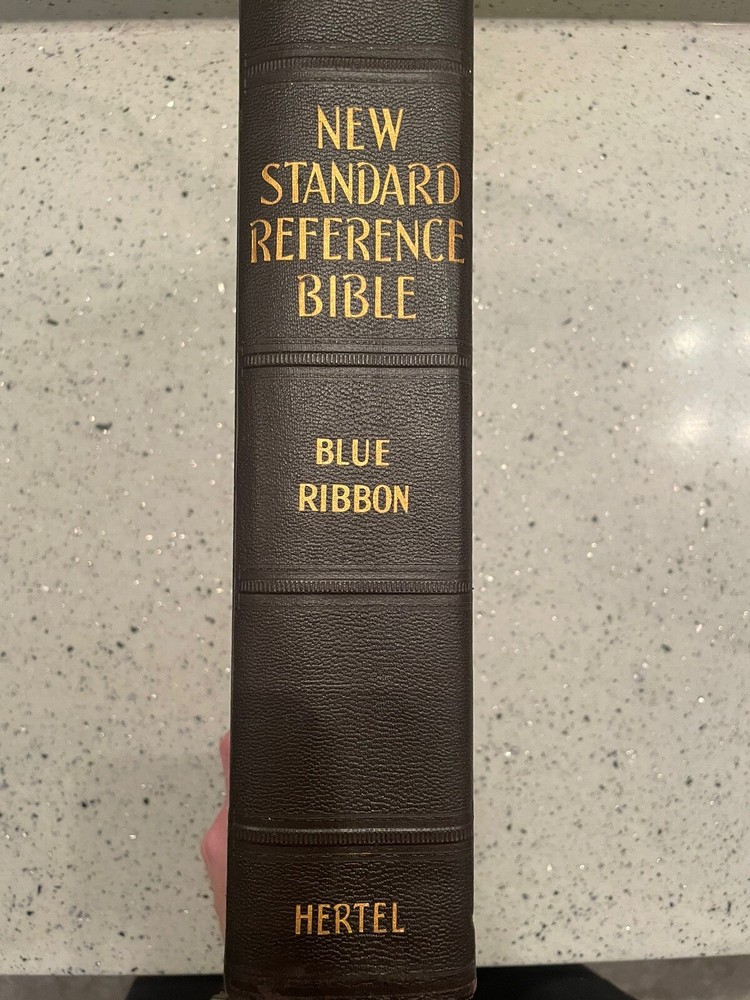 NEW
STANDARD
REFERENCE
BIBLE
BLUE
RIBBON
HERTEL